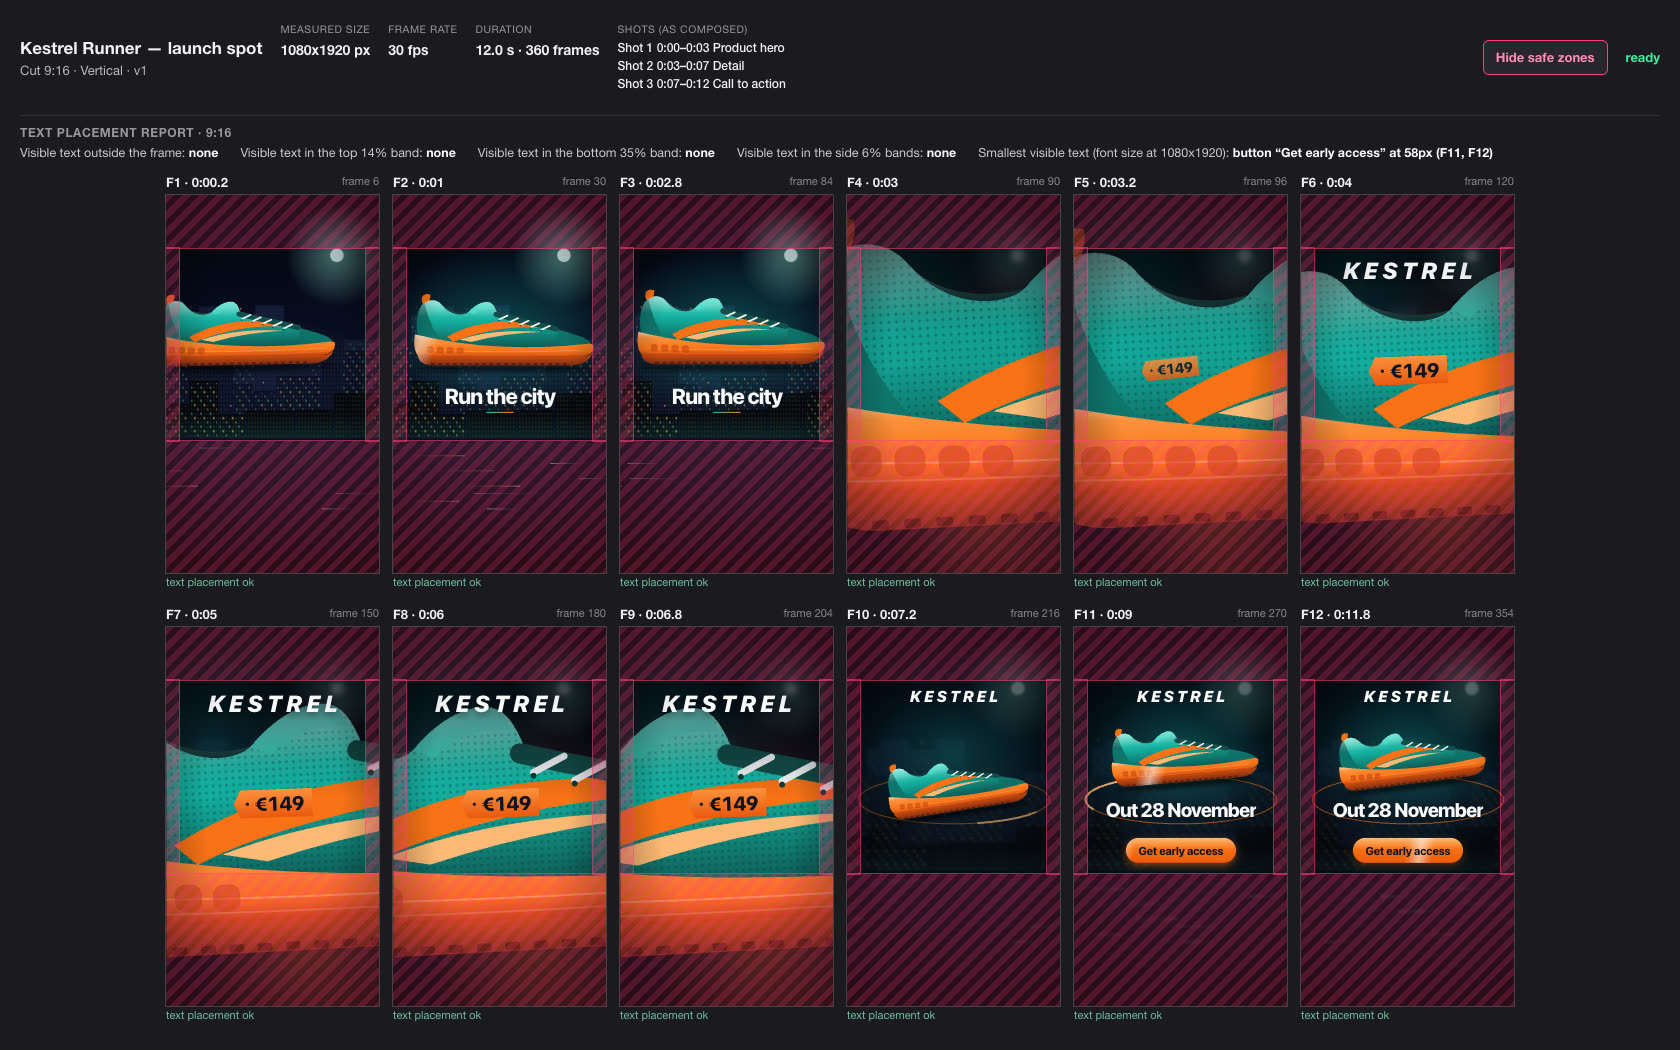 Kestrel Runner — launch spot
Cut 9:16 · Vertical · v1
MEASURED SIZE
1080x1920 px
FRAME RATE
30 fps
DURATION
12.0 s · 360 frames
SHOTS (AS COMPOSED)
Shot 1 0:00–0:03 Product hero
Shot 2 0:03–0:07 Detail
Shot 3 0:07–0:12 Call to action
Hide safe zones
ready
TEXT PLACEMENT REPORT · 9:16
Visible text outside the frame: none
Visible text in the top 14% band: none
Visible text in the bottom 35% band: none
Visible text in the side 6% bands: none
Smallest visible text (font size at 1080x1920): button “Get early access” at 58px (F11, F12)
F1 · 0:00.2 frame 6
text placement ok
F2 · 0:01 frame 30
Run the city
text placement ok
F3 · 0:02.8 frame 84
Run the city
text placement ok
F4 · 0:03 frame 90
text placement ok
F5 · 0:03.2 frame 96
€149
text placement ok
F6 · 0:04 frame 120
KESTREL
€149
text placement ok
F7 · 0:05 frame 150
KESTREL
€149
text placement ok
F8 · 0:06 frame 180
KESTREL
€149
text placement ok
F9 · 0:06.8 frame 204
KESTREL
€149
text placement ok
F10 · 0:07.2 frame 216
KESTREL
text placement ok
F11 · 0:09 frame 270
KESTREL
Out 28 November
Get early access
text placement ok
F12 · 0:11.8 frame 354
KESTREL
Out 28 November
Get early access
text placement ok